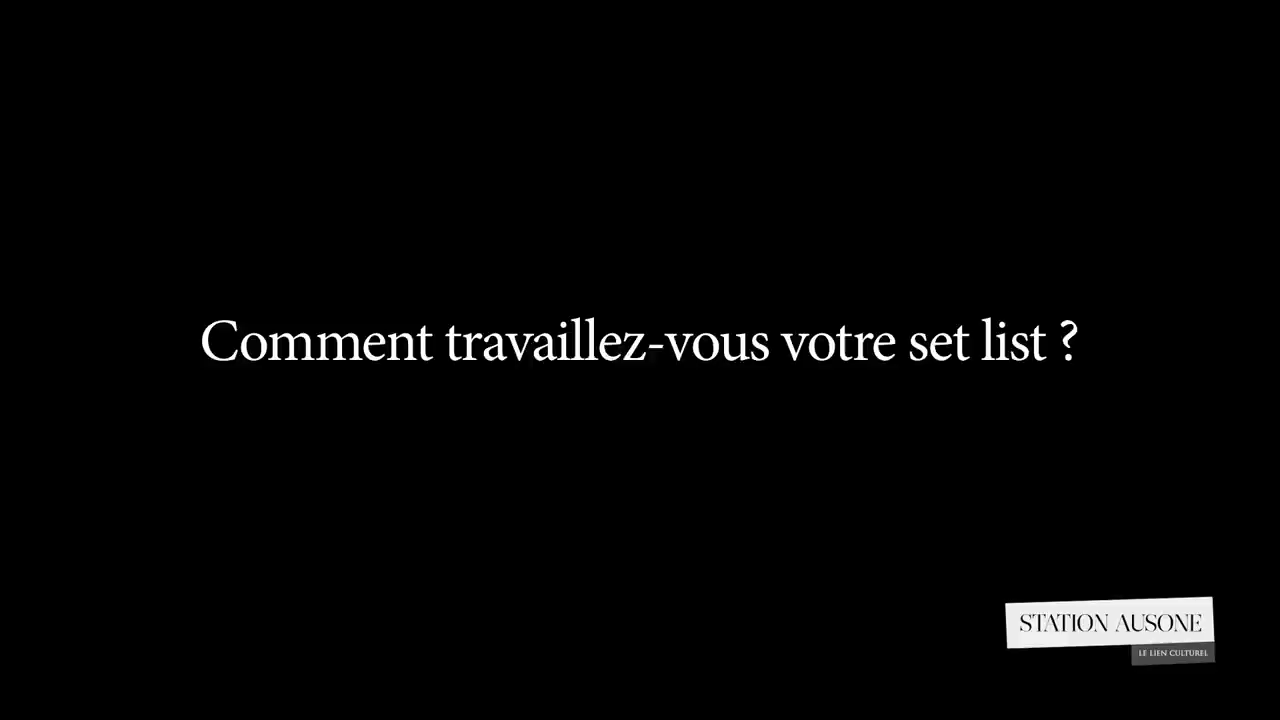 Comment travaillez-vous votre set list ?
STATION AUSONE
LE LIEN CULTUREL